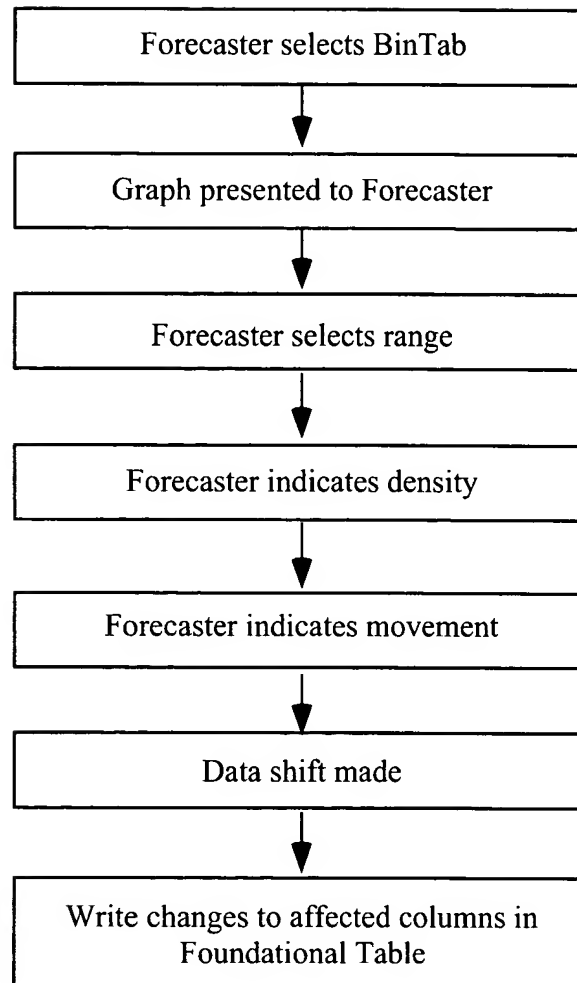 Forecaster selects BinTab
Graph presented to Forecaster
Forecaster selects range
Forecaster indicates density
Forecaster indicates movement
Data shift made
Write changes to affected columns in
Foundational Table